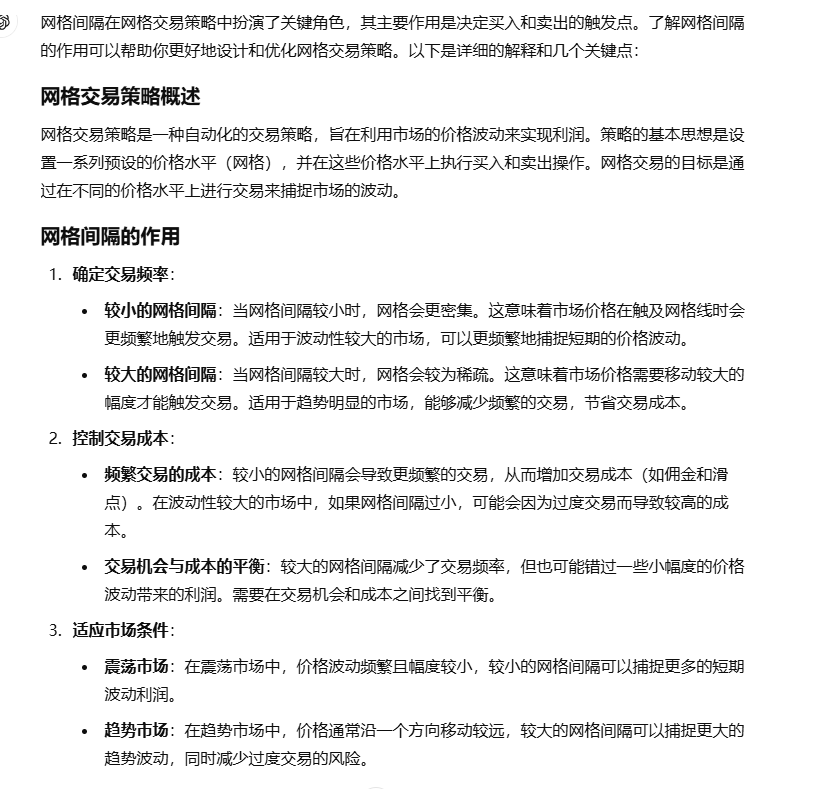 网格间隔在网格交易策略中扮演了关键角色，其主要作用是决定买入和卖出的触发点。了解网格间隔
的作用可以帮助你更好地设计和优化网格交易策略。以下是详细的解释和几个关键点：
网格交易策略概述
网格交易策略是一种自动化的交易策略，旨在利用市场的价格波动来实现利润。策略的基本思想是设
置一系列预设的价格水平（网格），并在这些价格水平上执行买入和卖出操作。网格交易的目标是通
过在不同的价格水平上进行交易来捕捉市场的波动。
网格间隔的作用
1. 确定交易频率：
• 较小的网格间隔：当网格间隔较小时，网格会更密集。这意味着市场价格在触及网格线时会
更频繁地触发交易。适用于波动性较大的市场，可以更频繁地捕捉短期的价格波动。
• 较大的网格间隔：当网格间隔较大时，网格会较为稀疏。这意味着市场价格需要移动较大的
幅度才能触发交易。适用于趋势明显的市场，能够减少频繁的交易，节省交易成本。
2. 控制交易成本：
• 频繁交易的成本：较小的网格间隔会导致更频繁的交易，从而增加交易成本（如佣金和滑
点）。在波动性较大的市场中，如果网格间隔过小，可能会因为过度交易而导致较高的成
本。
• 交易机会与成本的平衡：较大的网格间隔减少了交易频率，但也可能错过一些小幅度的价格
波动带来的利润。需要在交易机会和成本之间找到平衡。
3. 适应市场条件：
• 震荡市场：在震荡市场中，价格波动频繁且幅度较小，较小的网格间隔可以捕捉更多的短期
波动利润。
• 趋势市场：在趋势市场中，价格通常沿一个方向移动较远，较大的网格间隔可以捕捉更大的
趋势波动，同时减少过度交易的风险。